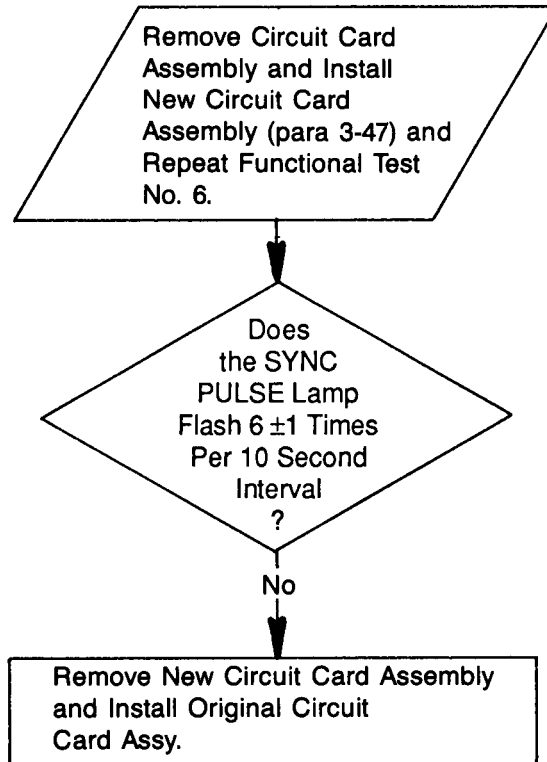 Remove Circuit Card
Assembly and Install
New Circuit Card
Assembly (para 3-47) and
Repeat Functional Test
No. 6.
Does
the SYNC
PULSE Lamp
Flash 6 ±1 Times
Per 10 Second
Interval
?
No
Remove New Circuit Card Assembly
and Install Original Circuit
Card Assy.